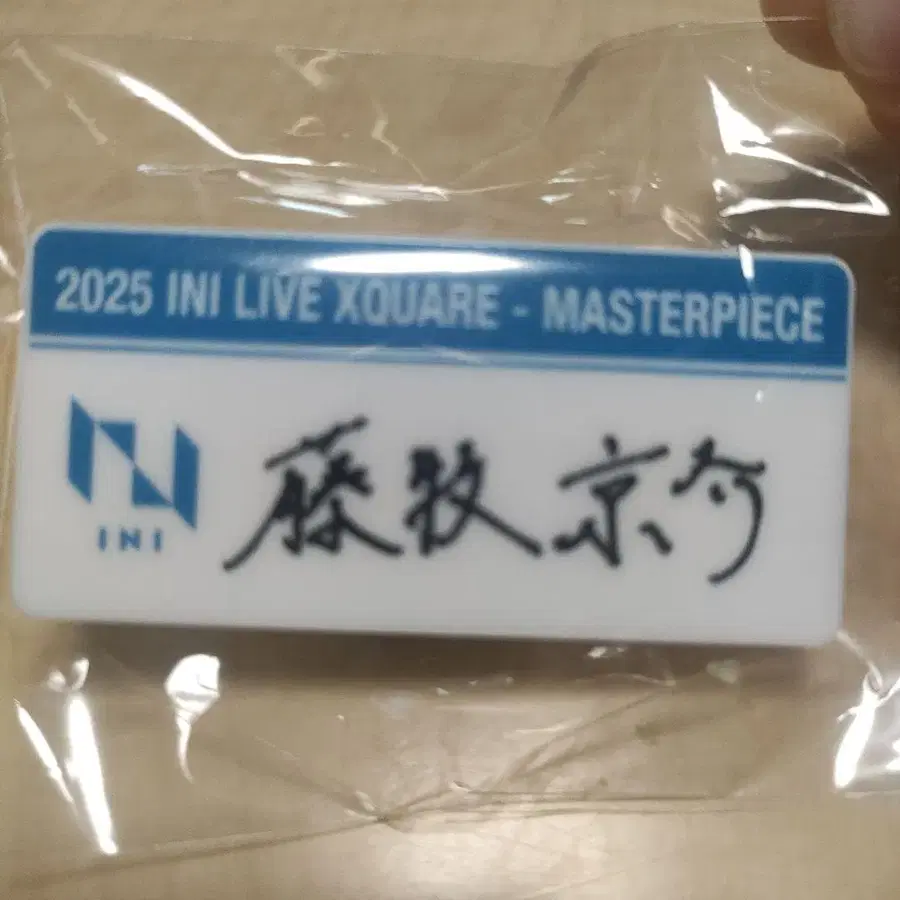 2025 INI LIVE XQUARE - MASTERPIECE
藤牧 京介
INI